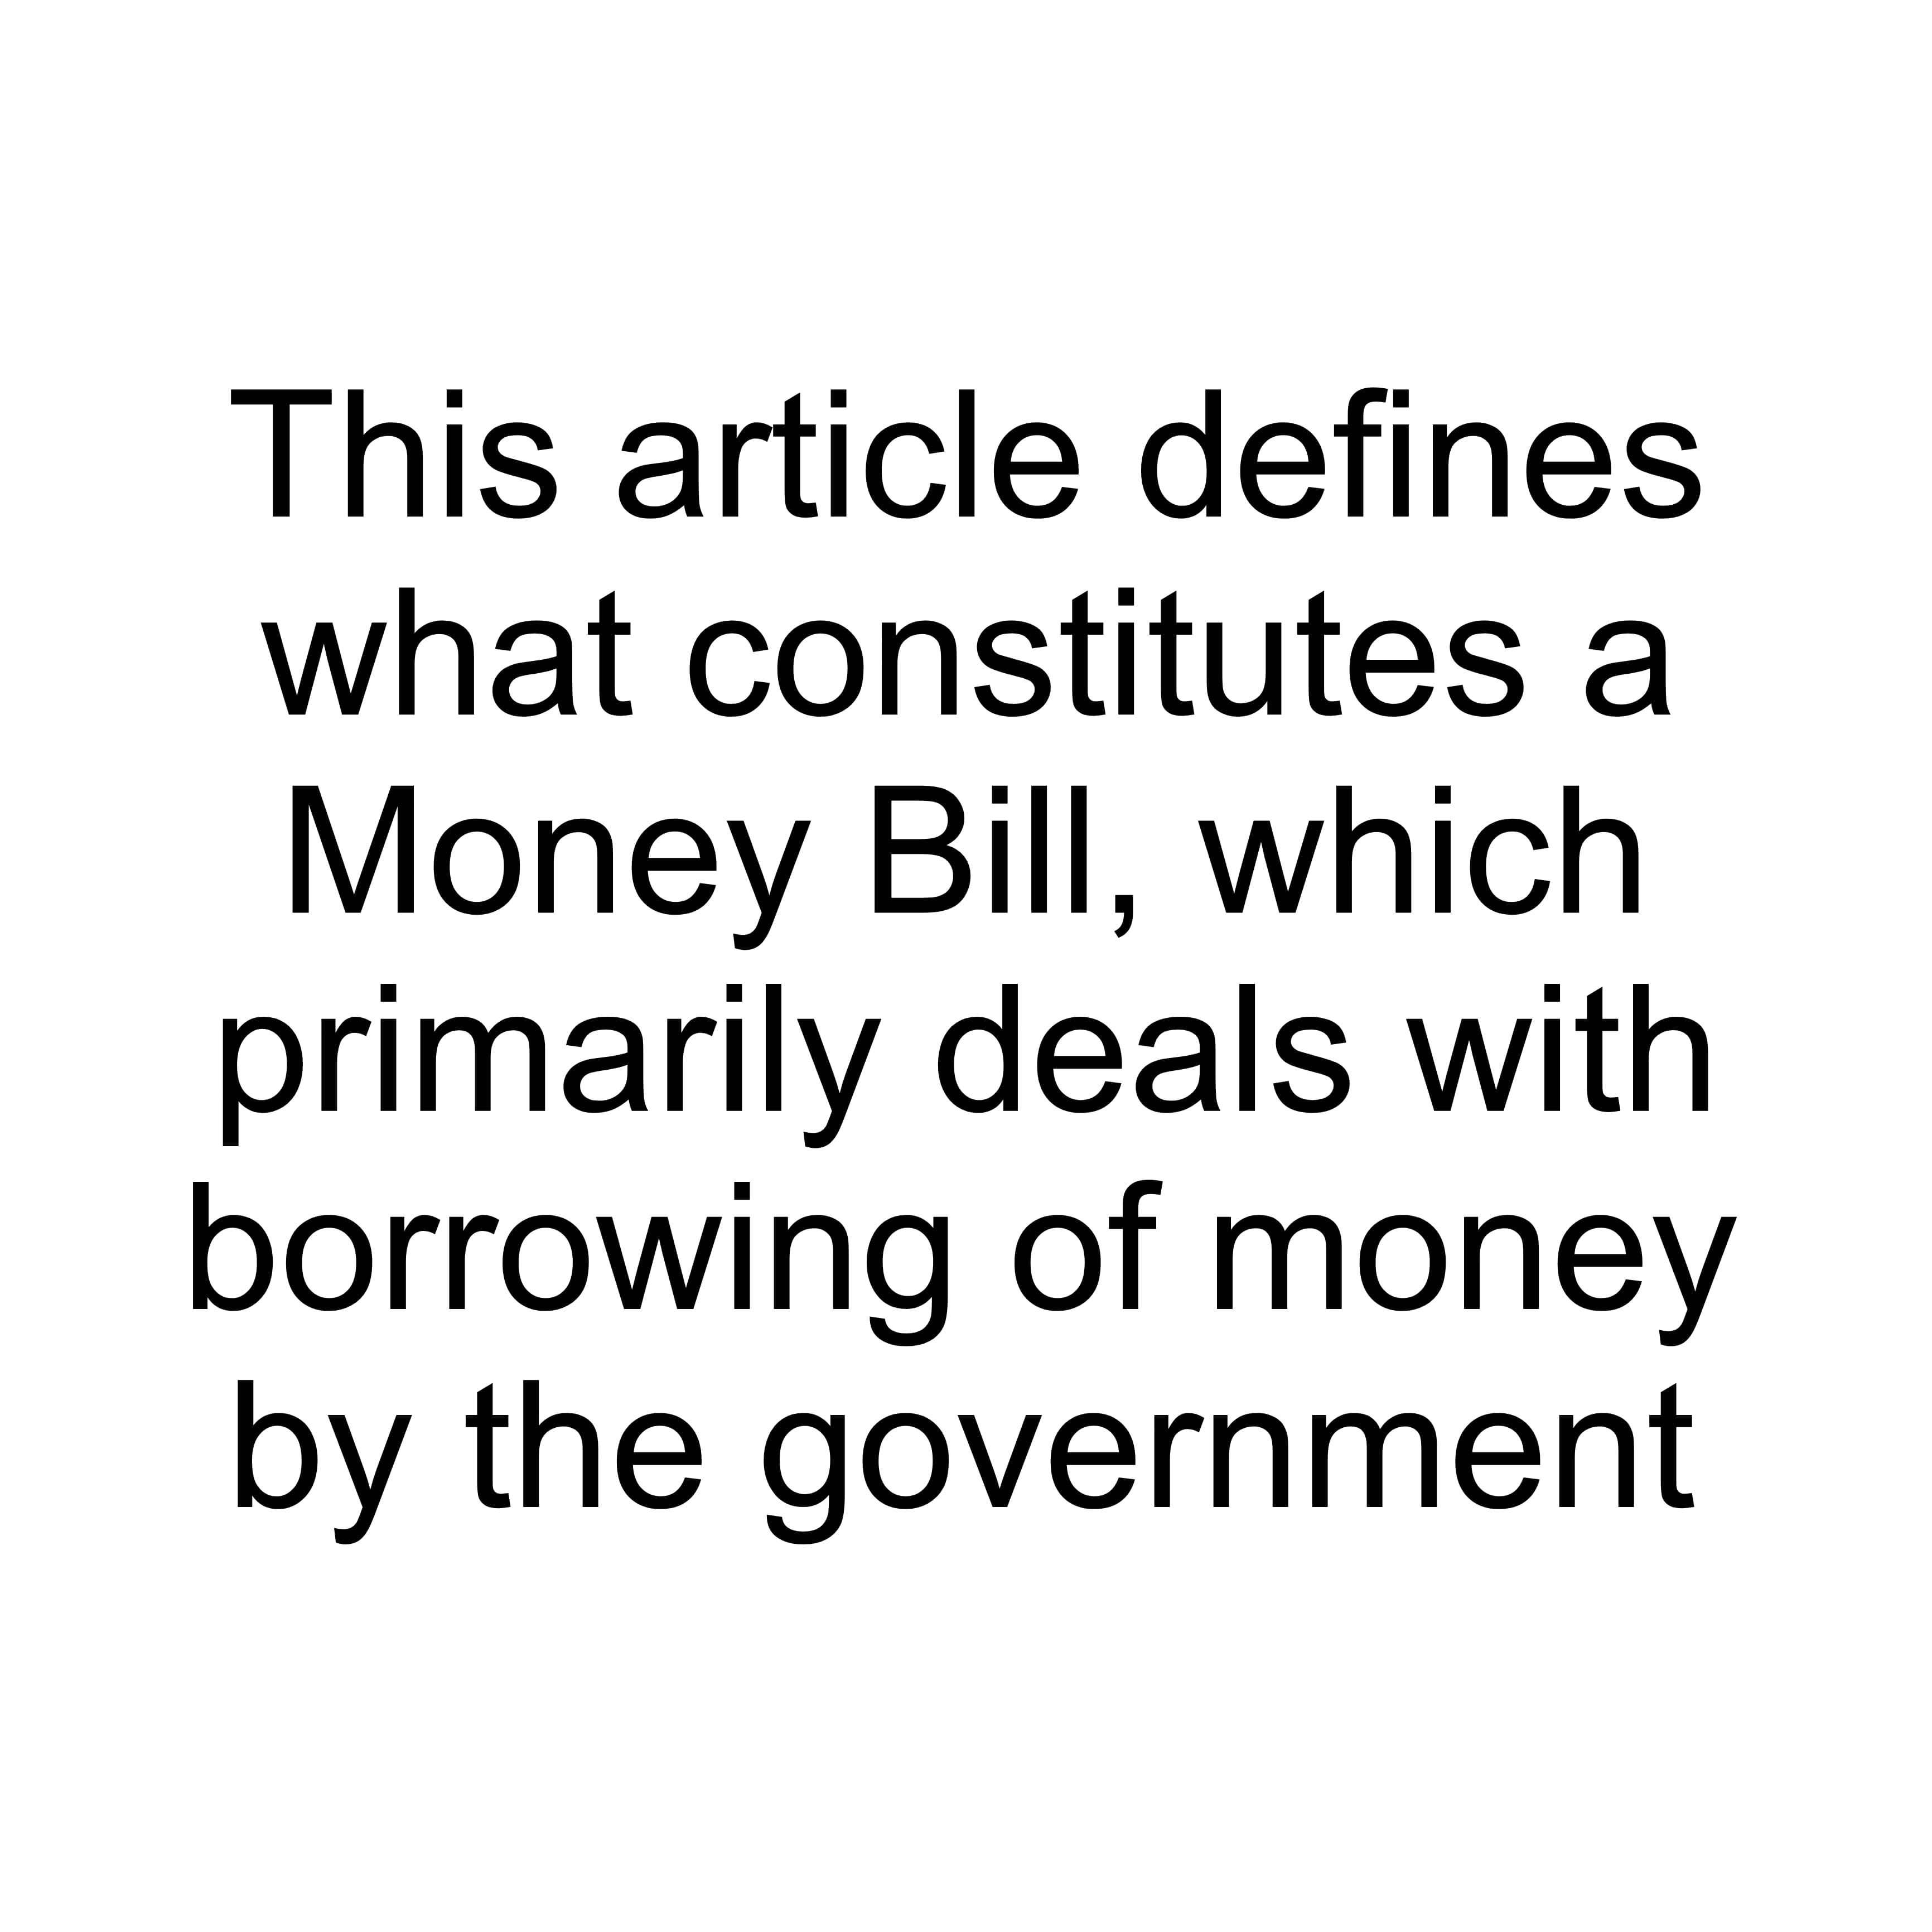 This article defines
what constitutes a
Money Bill, which
primarily deals with
borrowing of money
by the government